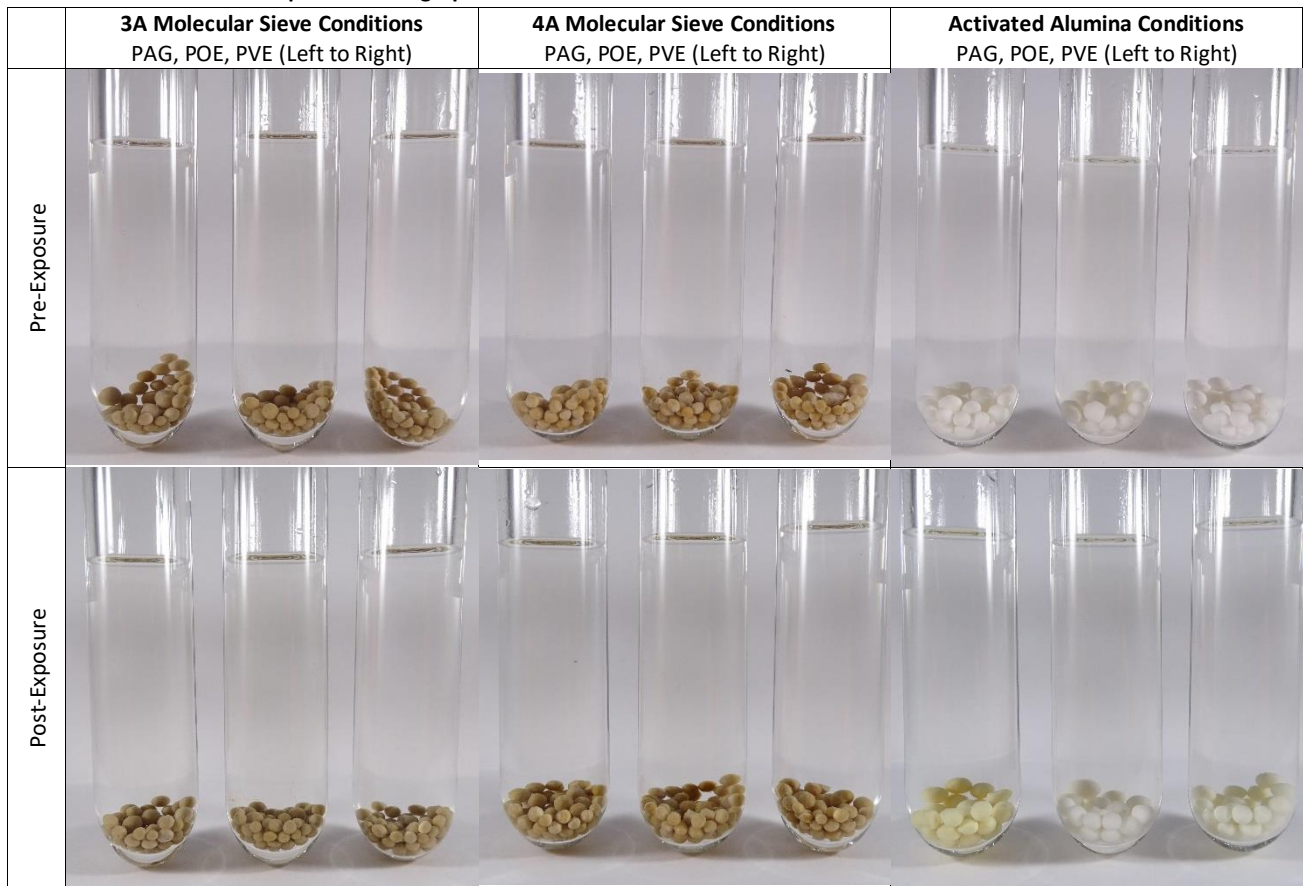 3A Molecular Sieve Conditions
PAG, POE, PVE (Left to Right)
4A Molecular Sieve Conditions
PAG, POE, PVE (Left to Right)
Activated Alumina Conditions
PAG, POE, PVE (Left to Right)
Pre-Exposure
Post-Exposure